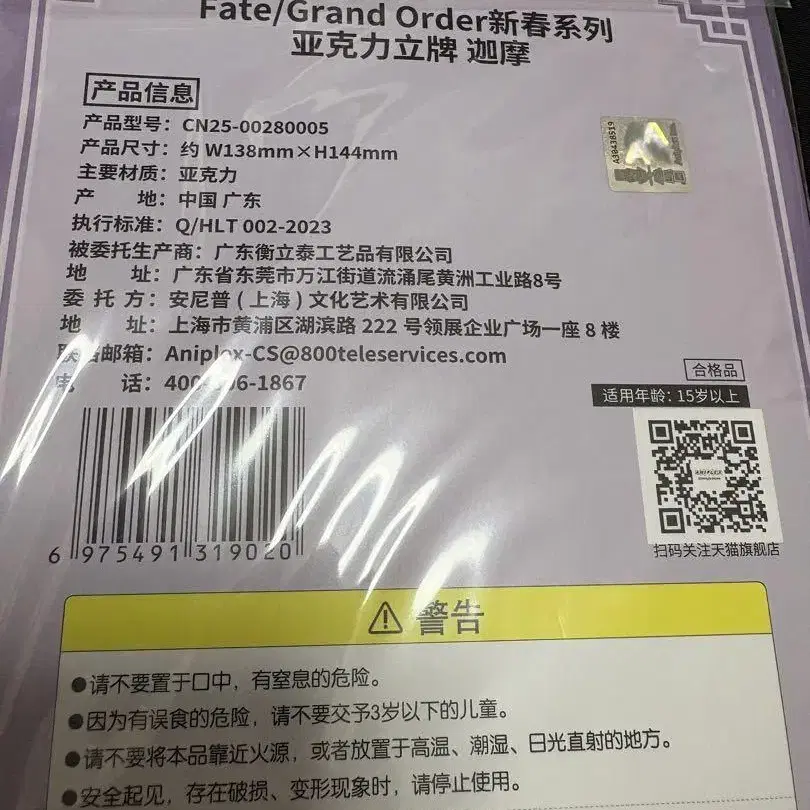 Fate/Grand Order新春系列
亚克力立牌 迦摩
产品信息
产品型号：CN25-00280005
产品尺寸：约 W138mm×H144mm
主要材质：亚克力
产 地：中国 广东
执行标准：Q/HLT 002-2023
被委托生产商：广东衡立泰工艺品有限公司
地 址：广东省东莞市万江街道流涌尾黄洲工业路8号
委 托 方：安尼普（上海）文化艺术有限公司
地 址：上海市黄浦区湖滨路 222 号领展企业广场一座 8 楼
邮箱：Aniplex-CS@800teleservices.com
电 话：400 1867
A30438519
合格品
适用年龄：15岁以上
扫码关注天猫旗舰店
6 975491 319020
警告
●请不要置于口中，有窒息的危险。
●因为有误食的危险，请不要交予3岁以下的儿童。
●请不要将本品靠近火源，或者放置于高温、潮湿、日光直射的地方。
●安全起见，存在破损、变形现象时，请停止使用。